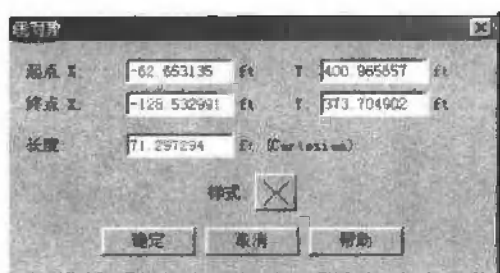 起点 X: -62.653135 ft Y: 400.965857 ft
终点 X: -128.532991 ft Y: 373.704902 ft
长度: 71.297294 ft (Cartesian)
样式
确定 取消 帮助